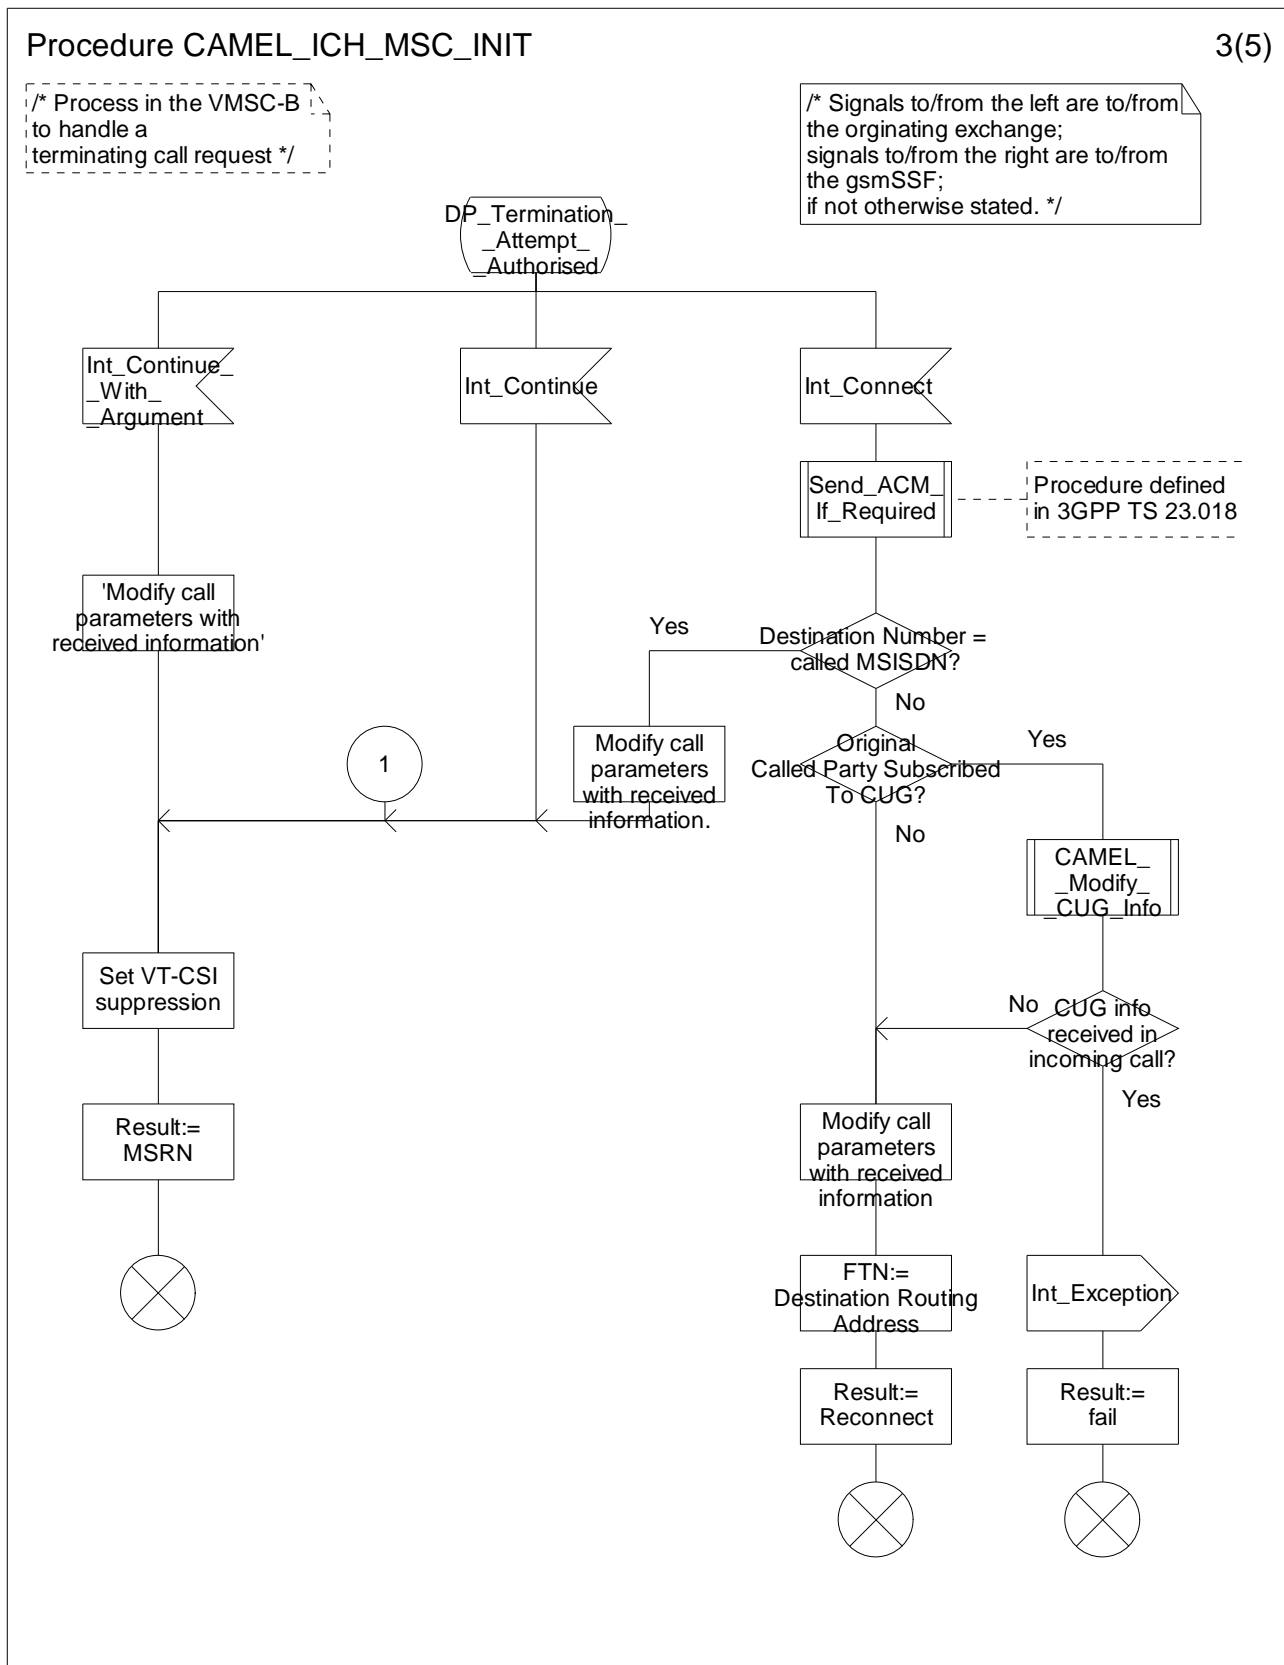 Procedure CAMEL_ICH_MSC_INIT
3(5)
/* Process in the VMSC-B
to handle a
terminating call request */
/* Signals to/from the left are to/from
the orginating exchange;
signals to/from the right are to/from
the gsmSSF;
if not otherwise stated. */
DP_Termination_
_Attempt_
_Authorised
Int_Continue_
_With_
_Argument
Int_Continue
Int_Connect
Send_ACM_
If_Required
Procedure defined
in 3GPP TS 23.018
'Modify call
parameters with
received information'
Yes
Destination Number =
called MSISDN?
No
1
Modify call
parameters
with received
information.
Original
Called Party Subscribed
To CUG?
Yes
No
CAMEL_
_Modify_
_CUG_Info
Set VT-CSI
suppression
No
CUG info
received in
incoming call?
Yes
Result:=
MSRN
Modify call
parameters
with received
information
FTN:=
Destination Routing
Address
Int_Exception
Result:=
Reconnect
Result:=
fail